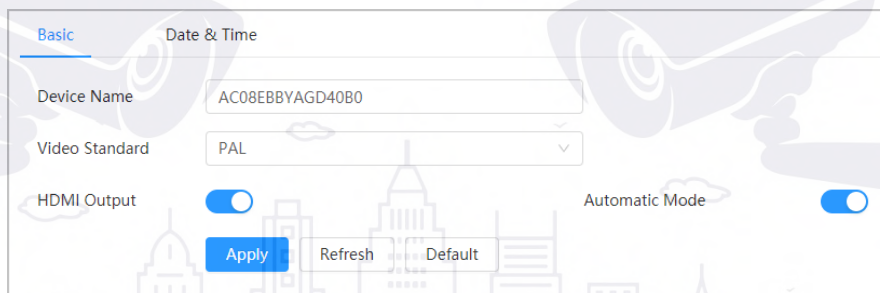 Basic Date & Time
Device Name AC08EBBYAGD40B0
Video Standard PAL
HDMI Output Automatic Mode
Apply Refresh Default